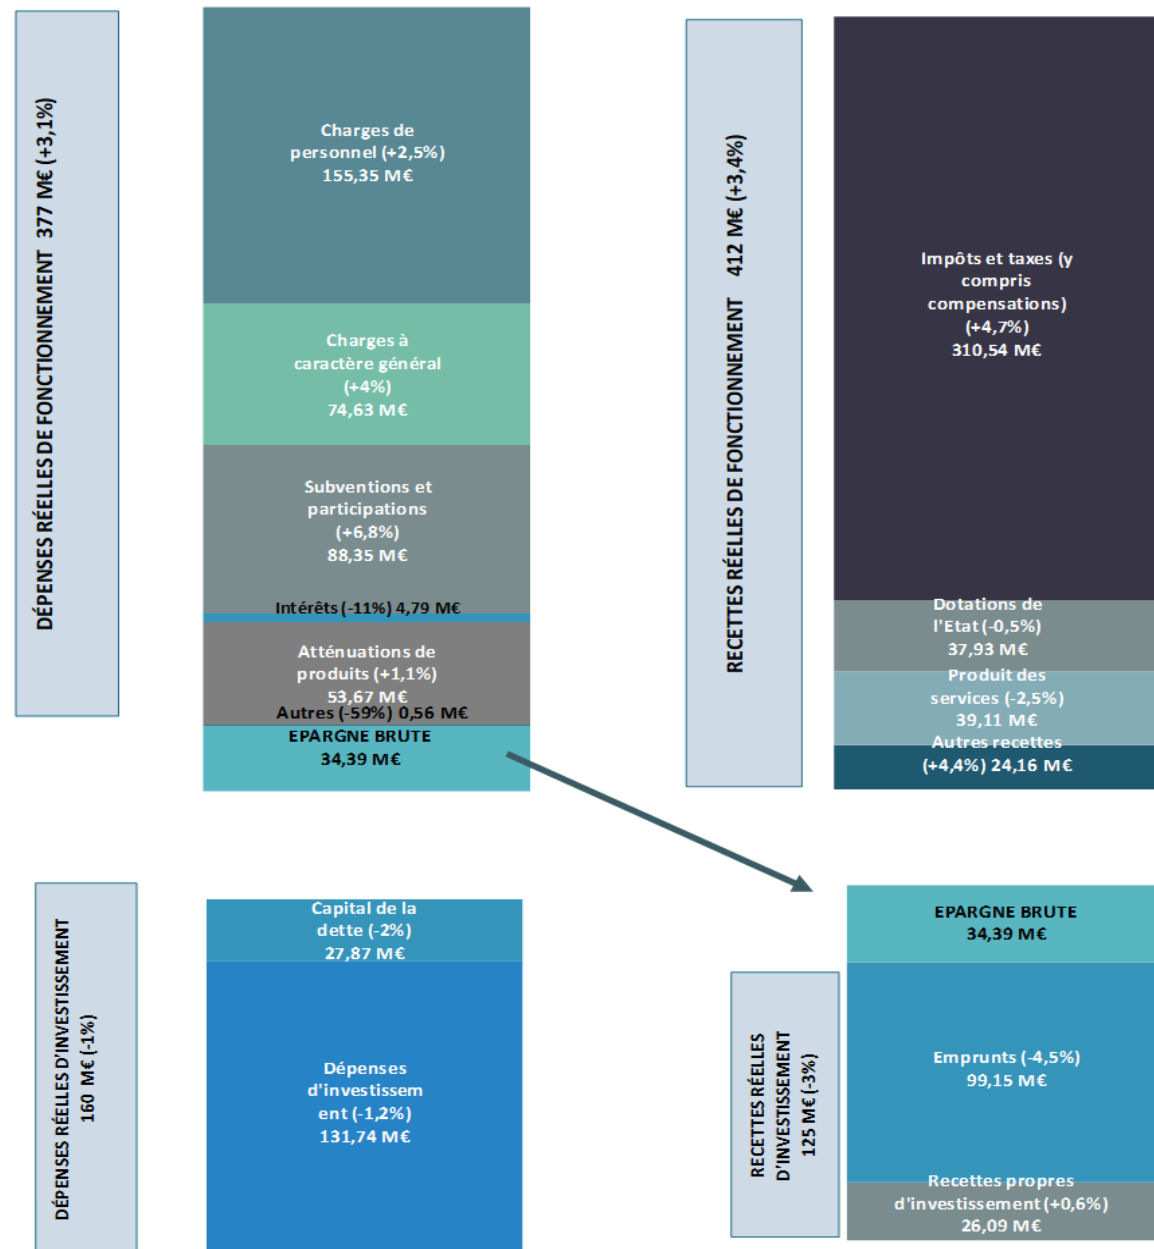 DÉPENSES RÉELLES DE FONCTIONNEMENT 377 M€ (+3,1%)
Charges de
personnel (+2,5%)
155,35 M€
Charges à
caractère général
(+4%)
74,63 M€
Subventions et
participations
(+6,8%)
88,35 M€
Intérêts (-11%) 4,79 M€
Atténuations de
produits (+1,1%)
53,67 M€
Autres (-59%) 0,56 M€
EPARGNE BRUTE
34,39 M€
RECETTES RÉELLES DE FONCTIONNEMENT 412 M€ (+3,4%)
Impôts et taxes (y
compris
compensations)
(+4,7%)
310,54 M€
Dotations de
l'Etat (-0,5%)
37,93 M€
Produit des
services (-2,5%)
39,11 M€
Autres recettes
(+4,4%) 24,16 M€
DÉPENSES RÉELLES D'INVESTISSEMENT
160 M€ (-1%)
Capital de la
dette (-2%)
27,87 M€
Dépenses
d'investissem
ent (-1,2%)
131,74 M€
RECETTES RÉELLES
D'INVESTISSEMENT
125 M€ (-3%)
EPARGNE BRUTE
34,39 M€
Emprunts (-4,5%)
99,15 M€
Recettes propres
d'investissement (+0,6%)
26,09 M€